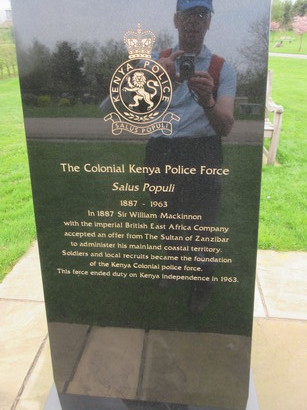 KENYA POLICE
SALUS POPULI
The Colonial Kenya Police Force
Salus Populi
1887 - 1963
In 1887 Sir William Mackinnon
with the imperial British East Africa Company
accepted an offer from The Sultan of Zanzibar
to administer his mainland coastal territory.
Soldiers and local recruits became the foundation
of the Kenya Colonial police force.
This force ended duty on Kenya Independence in 1963.